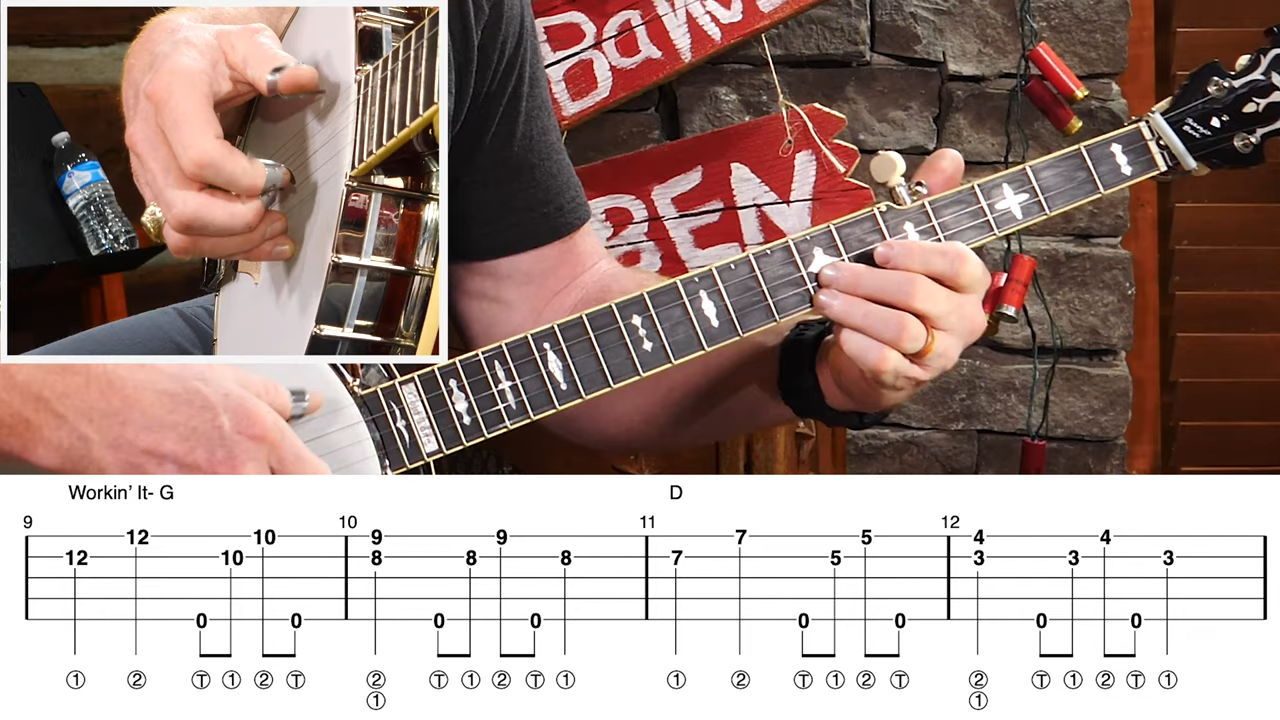 BEN
Workin' It- G D
9 10 11 12
12 10 9 9 7 5 4 4
12 10 8 8 8 7 5 3 3 3
0 0 0 0 0 0 0 0
① ② Ⓣ ① ② Ⓣ ② Ⓣ ① ② Ⓣ ① ① ② Ⓣ ① ② Ⓣ ② Ⓣ ① ② Ⓣ ①
① ①